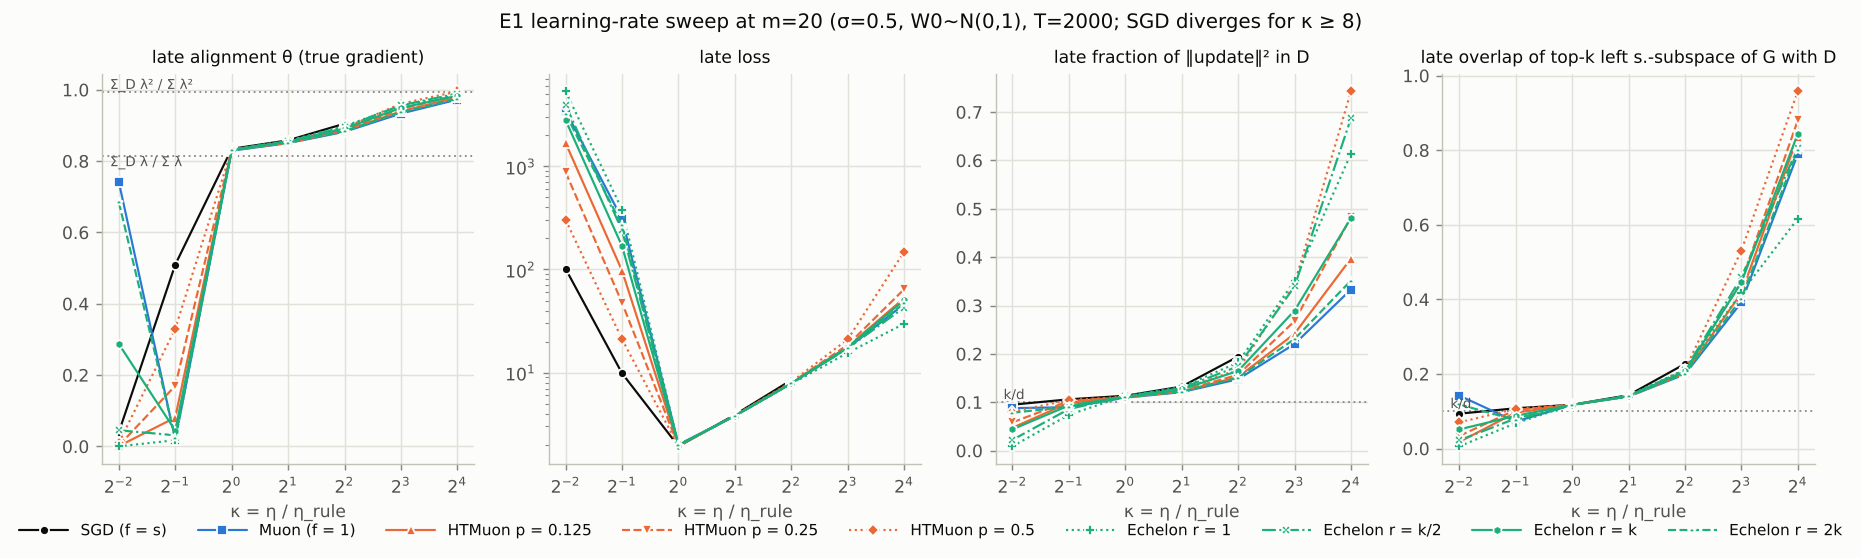 E1 learning-rate sweep at m=20 (σ=0.5, W0~N(0,1), T=2000; SGD diverges for κ ≥ 8)
late alignment θ (true gradient)
1.0
0.8
0.6
0.4
0.2
0.0
Σ_D λ² / Σ λ²
Σ_D λ / Σ λ
2⁻² 2⁻¹ 2⁰ 2¹ 2² 2³ 2⁴
κ = η / η_rule
late loss
10³
10²
10¹
2⁻² 2⁻¹ 2⁰ 2¹ 2² 2³ 2⁴
κ = η / η_rule
late fraction of ‖update‖² in D
0.7
0.6
0.5
0.4
0.3
0.2
0.1
0.0
k/d
2⁻² 2⁻¹ 2⁰ 2¹ 2² 2³ 2⁴
κ = η / η_rule
late overlap of top-k left s.-subspace of G with D
1.0
0.8
0.6
0.4
0.2
0.0
k/d
2⁻² 2⁻¹ 2⁰ 2¹ 2² 2³ 2⁴
κ = η / η_rule
SGD (f = s) Muon (f = 1) HTMuon p = 0.125 HTMuon p = 0.25 HTMuon p = 0.5 Echelon r = 1 Echelon r = k/2 Echelon r = k Echelon r = 2k